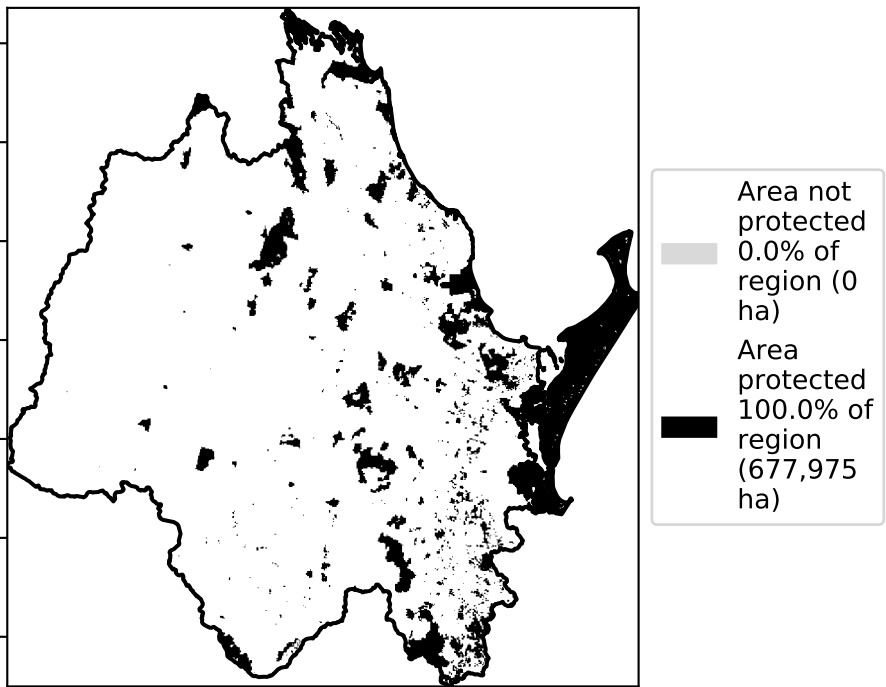 Area not
protected
0.0% of
region (0
ha)
Area
protected
100.0% of
region
(677,975
ha)